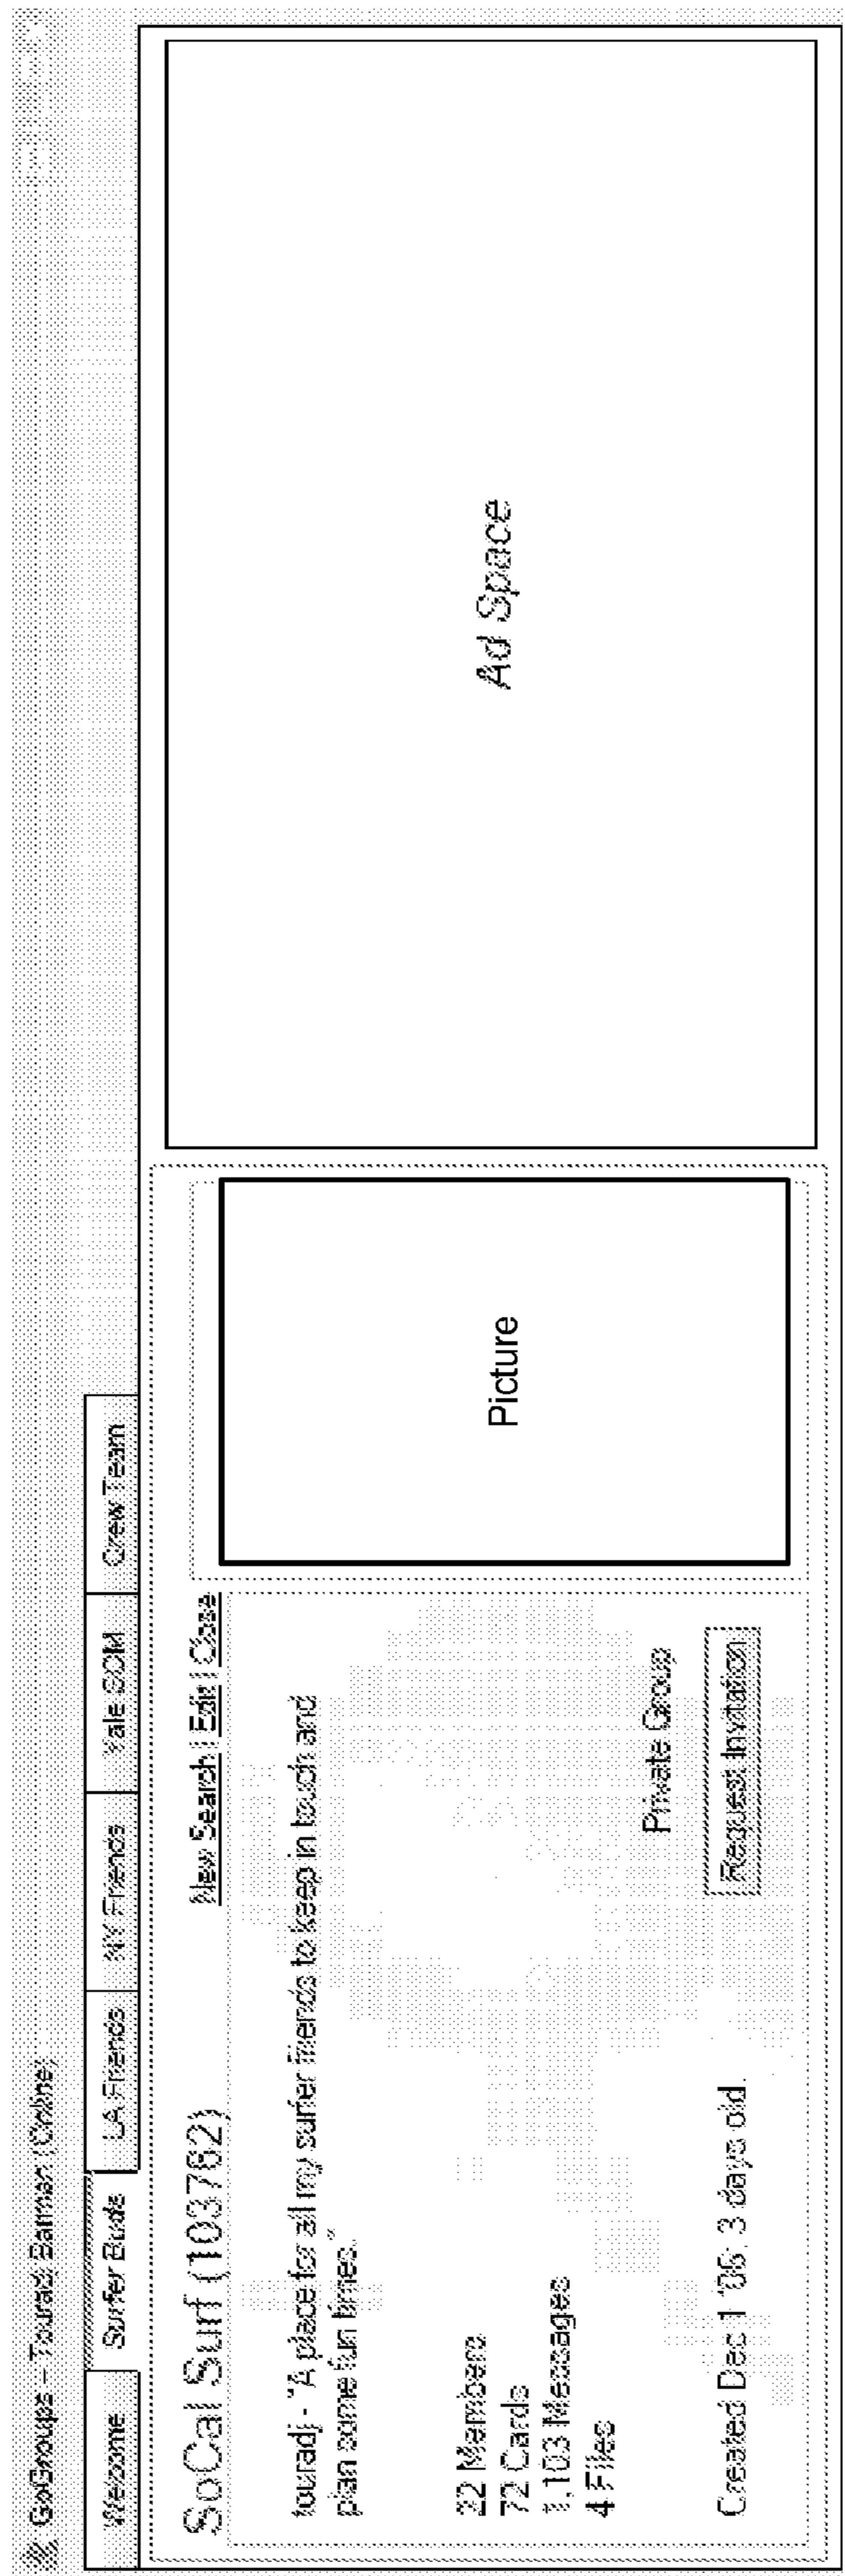 GoGroups – Touradj Barman (Online)
Welcome
Surfer Buds
LA Friends
NY Friends
Yale SOM
Crew Team
SoCal Surf (103762)
New Search | Edit | Close
touradj - "A place for all my surfer friends to keep in touch and
plan some fun times."
22 Members
72 Cards
1,103 Messages
4 Files
Private Group
Created Dec 1 '06; 3 days old.
Request Invitation
Picture
Ad Space